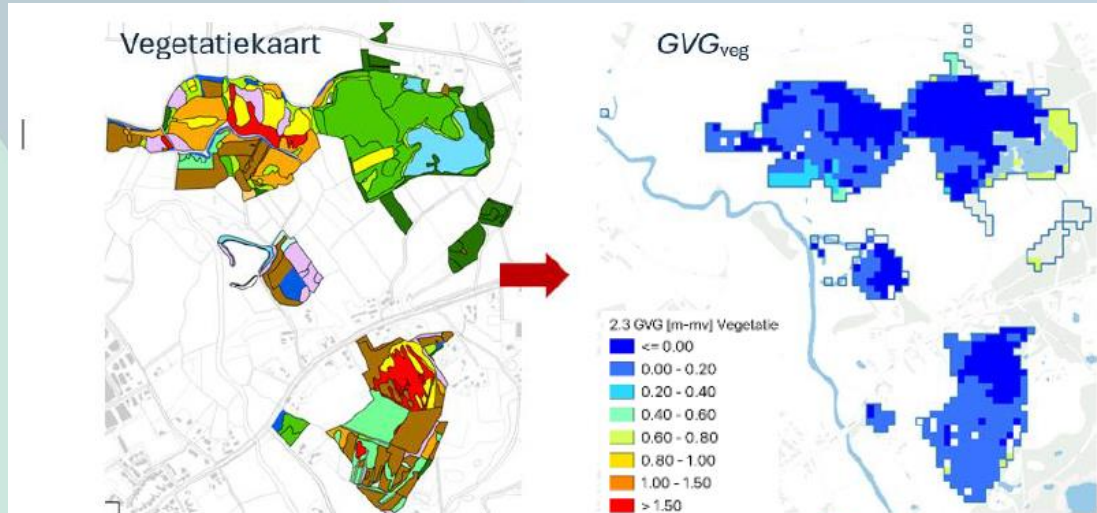 Vegetatiekaart
GVGveg
2.3 GVG [m-mv] Vegetatie
<= 0.00
0.00 - 0.20
0.20 - 0.40
0.40 - 0.60
0.60 - 0.80
0.80 - 1.00
1.00 - 1.50
> 1.50